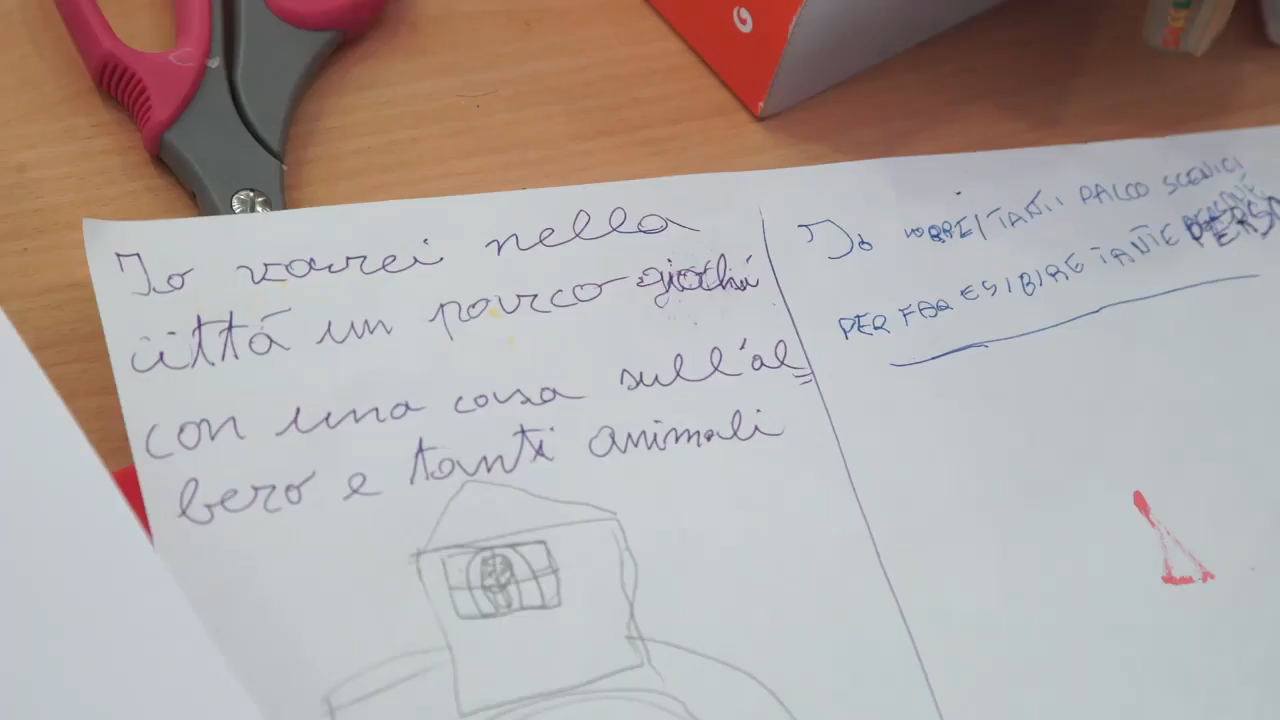 Io vorrei nella
città un parco giochi
con una casa sull'al
bero e tanti animali
Io VORREI TANTI PALCO SCENICI
PER FAR ESIBIRE TANTE PERSONE